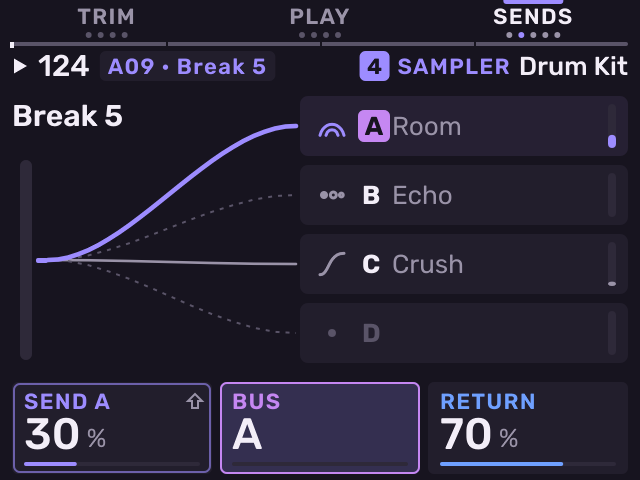 TRIM PLAY SENDS
124 A09 • Break 5 4 SAMPLER Drum Kit
Break 5
A Room
B Echo
C Crush
D
SEND A BUS RETURN
30 % A 70 %